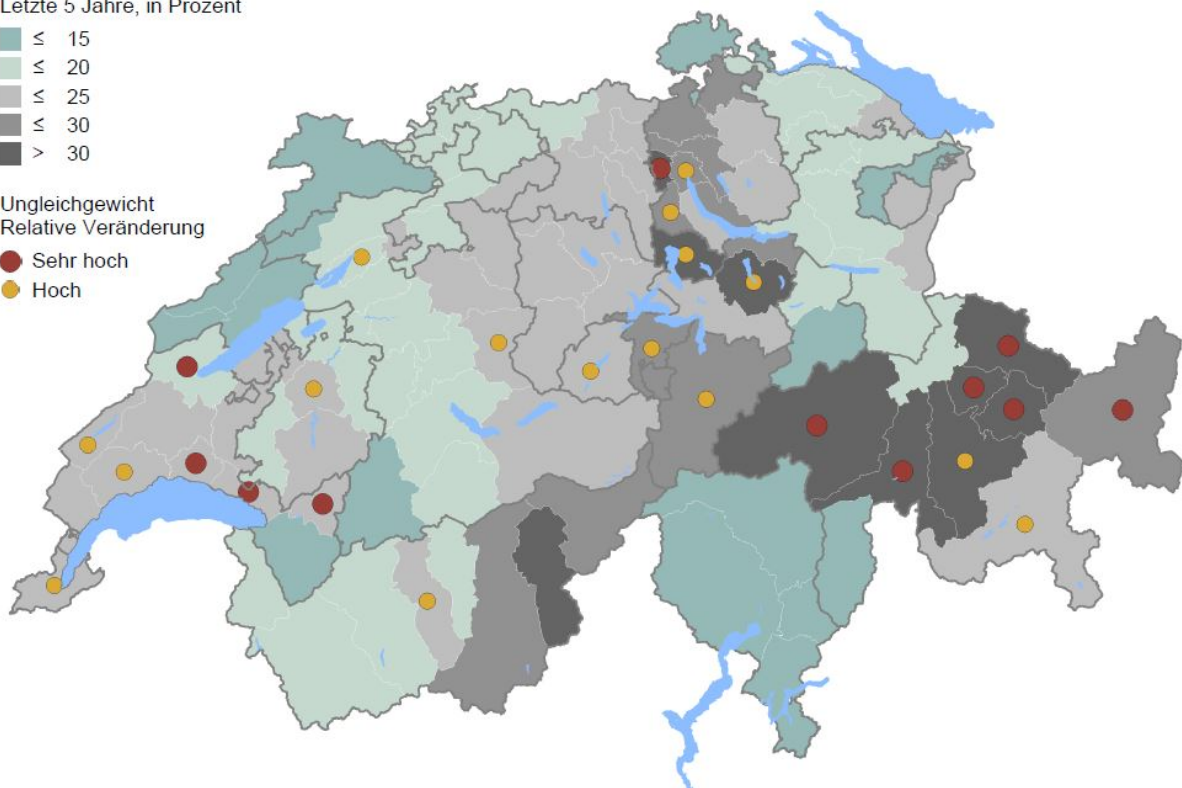 Letzte 5 Jahre, in Prozent
≤ 15
≤ 20
≤ 25
≤ 30
> 30
Ungleichgewicht
Relative Veränderung
Sehr hoch
Hoch